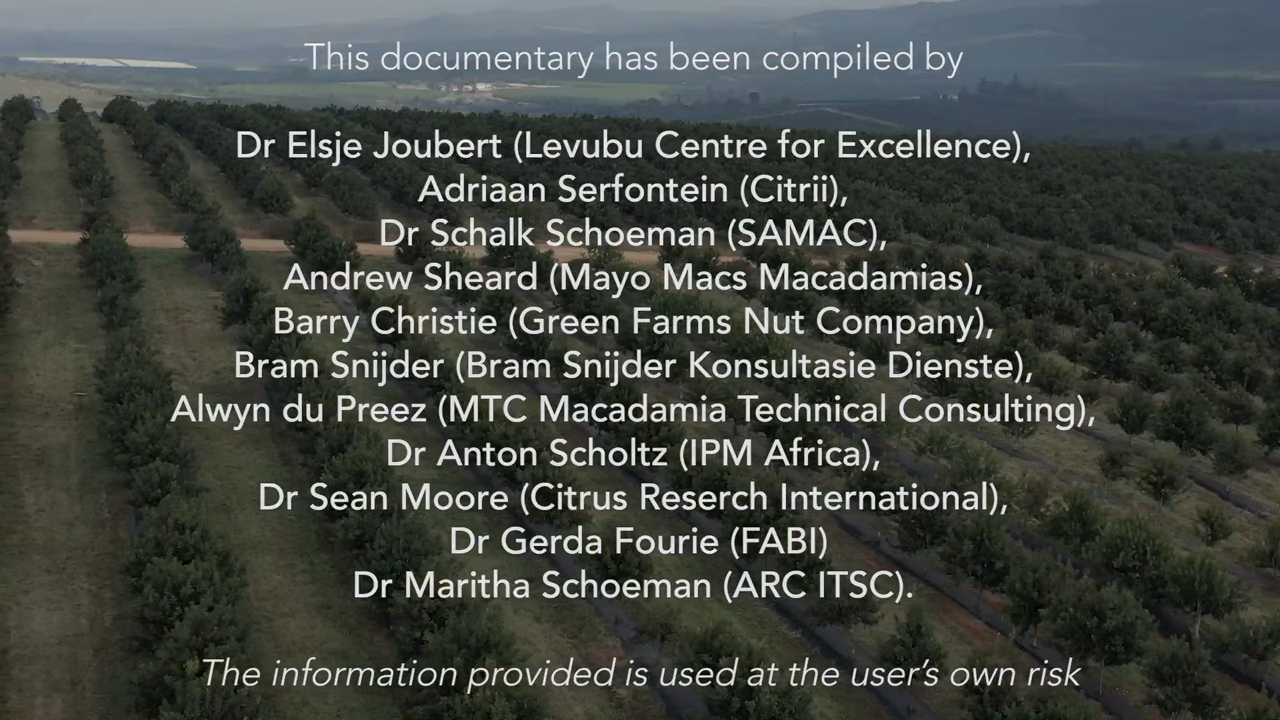 This documentary has been compiled by
Dr Elsje Joubert (Levubu Centre for Excellence),
Adriaan Serfontein (Citrii),
Dr Schalk Schoeman (SAMAC),
Andrew Sheard (Mayo Macs Macadamias),
Barry Christie (Green Farms Nut Company),
Bram Snijder (Bram Snijder Konsultasie Dienste),
Alwyn du Preez (MTC Macadamia Technical Consulting),
Dr Anton Scholtz (IPM Africa),
Dr Sean Moore (Citrus Reserch International),
Dr Gerda Fourie (FABI)
Dr Maritha Schoeman (ARC ITSC).
The information provided is used at the user’s own risk